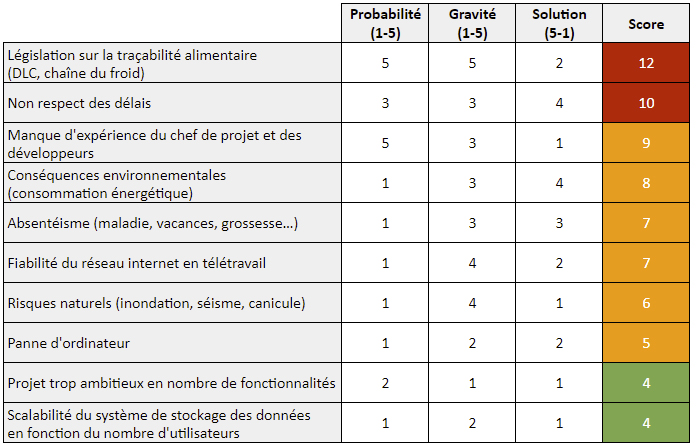 Probabilité Gravité Solution Score
(1-5) (1-5) (5-1)
Législation sur la traçabilité alimentaire
(DLC, chaîne du froid) 5 5 2 12
Non respect des délais 3 3 4 10
Manque d'expérience du chef de projet et des
développeurs 5 3 1 9
Conséquences environnementales
(consommation énergétique) 1 3 4 8
Absentéisme (maladie, vacances, grossesse...) 1 3 3 7
Fiabilité du réseau internet en télétravail 1 4 2 7
Risques naturels (inondation, séisme, canicule) 1 4 1 6
Panne d'ordinateur 1 2 2 5
Projet trop ambitieux en nombre de fonctionnalités 2 1 1 4
Scalabilité du système de stockage des données
en fonction du nombre d'utilisateurs 1 2 1 4